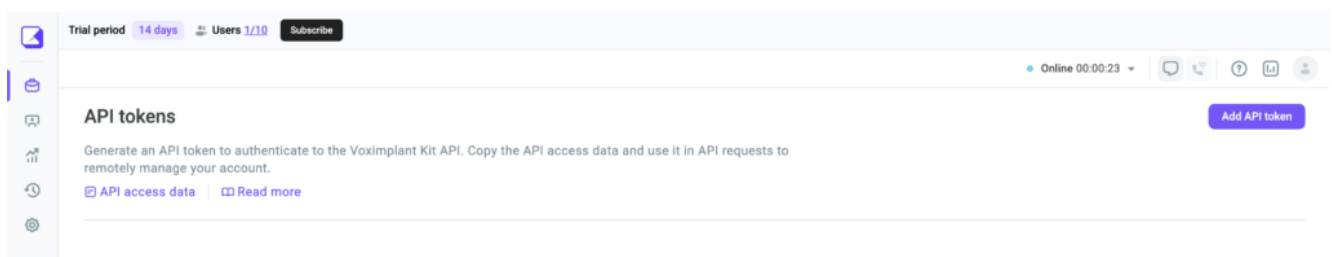 Trial period 14 days Users 1/10 Subscribe
Online 00:00:23
API tokens
Add API token
Generate an API token to authenticate to the Voximplant Kit API. Copy the API access data and use it in API requests to
remotely manage your account.
API access data Read more